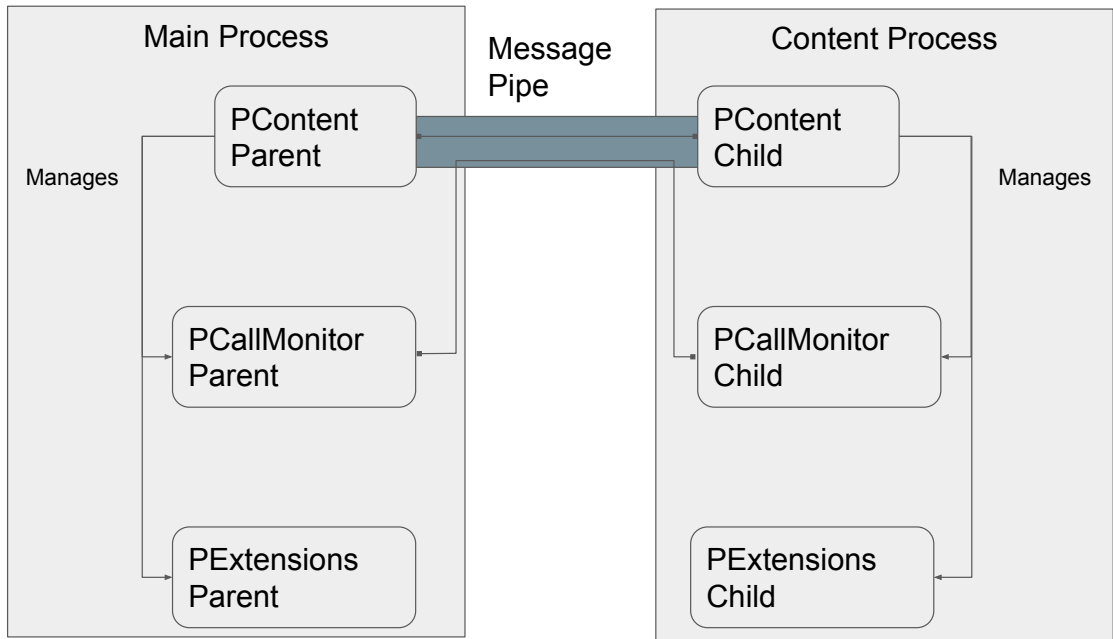 Main Process
Message
Pipe
Content Process
PContent
Parent
PContent
Child
Manages
Manages
PCallMonitor
Parent
PCallMonitor
Child
PExtensions
Parent
PExtensions
Child